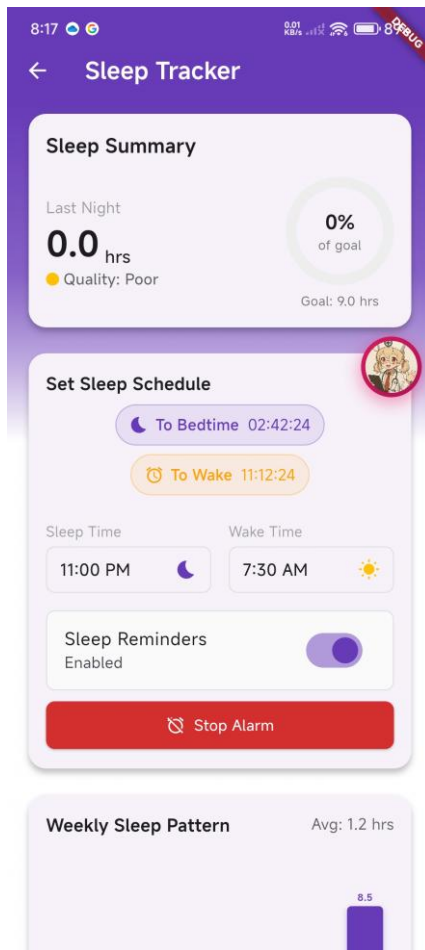 8:17
0.01 KB/s
DEBUG
Sleep Tracker
Sleep Summary
Last Night
0.0 hrs
Quality: Poor
0%
of goal
Goal: 9.0 hrs
Set Sleep Schedule
To Bedtime 02:42:24
To Wake 11:12:24
Sleep Time
Wake Time
11:00 PM
7:30 AM
Sleep Reminders
Enabled
Stop Alarm
Weekly Sleep Pattern
Avg: 1.2 hrs
8.5